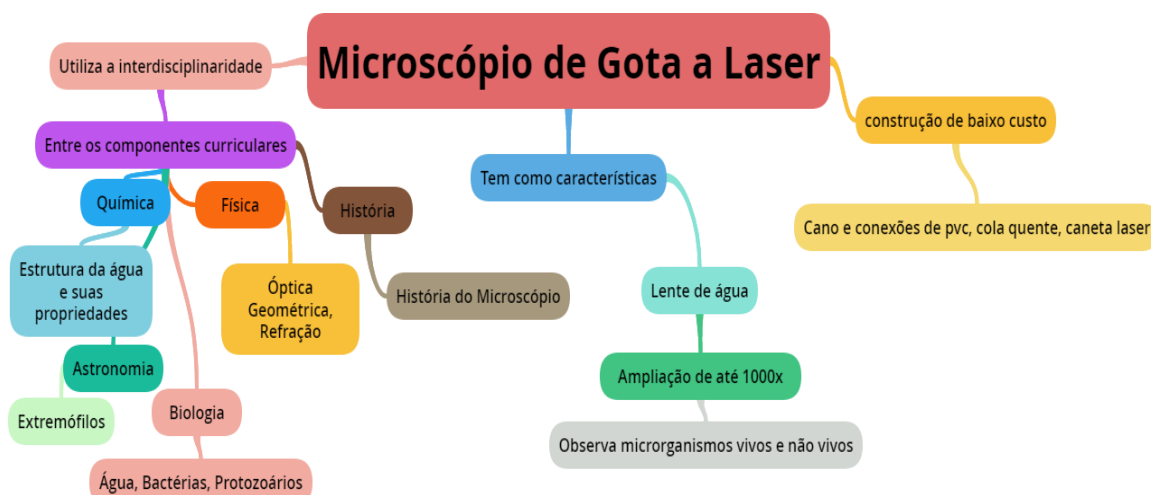 Microscópio de Gota a Laser
Utiliza a interdisciplinaridade
Entre os componentes curriculares
Química
Estrutura da água
e suas
propriedades
Astronomia
Extremófilos
Biologia
Água, Bactérias, Protozoários
Física
Óptica
Geométrica,
Refração
História
História do Microscópio
Tem como características
Lente de água
Ampliação de até 1000x
Observa microrganismos vivos e não vivos
construção de baixo custo
Cano e conexões de pvc, cola quente, caneta laser